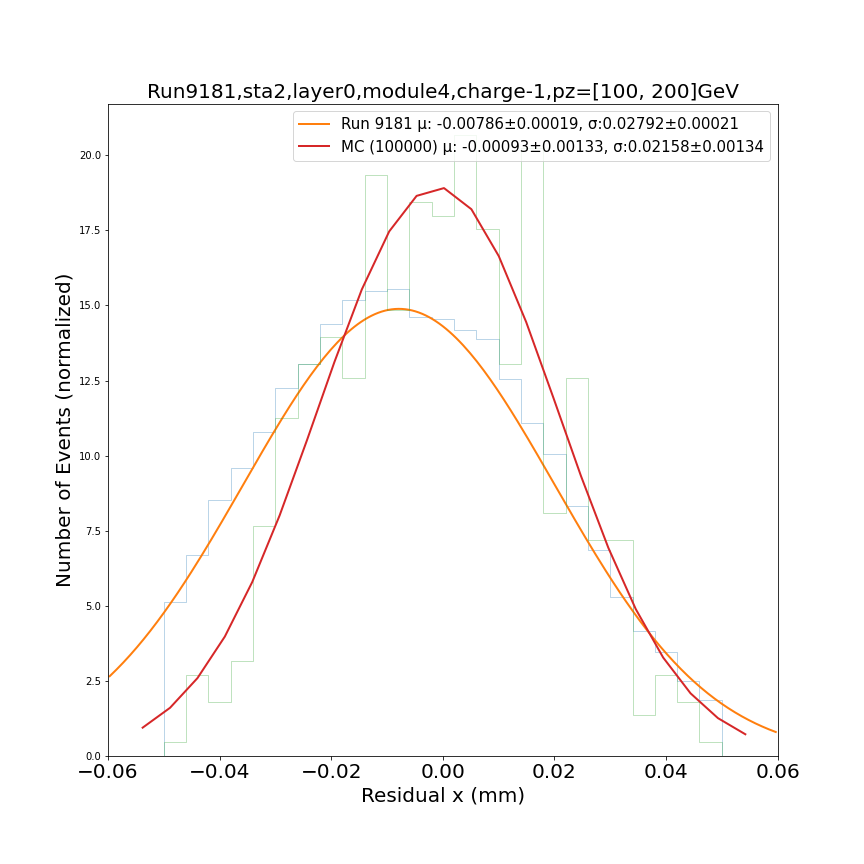 Run9181,sta2,layer0,module4,charge-1,pz=[100, 200]GeV
Run 9181 μ: -0.00786±0.00019, σ:0.02792±0.00021
MC (100000) μ: -0.00093±0.00133, σ:0.02158±0.00134
Number of Events (normalized)
20.0
17.5
15.0
12.5
10.0
7.5
5.0
2.5
0.0
−0.06 −0.04 −0.02 0.00 0.02 0.04 0.06
Residual x (mm)